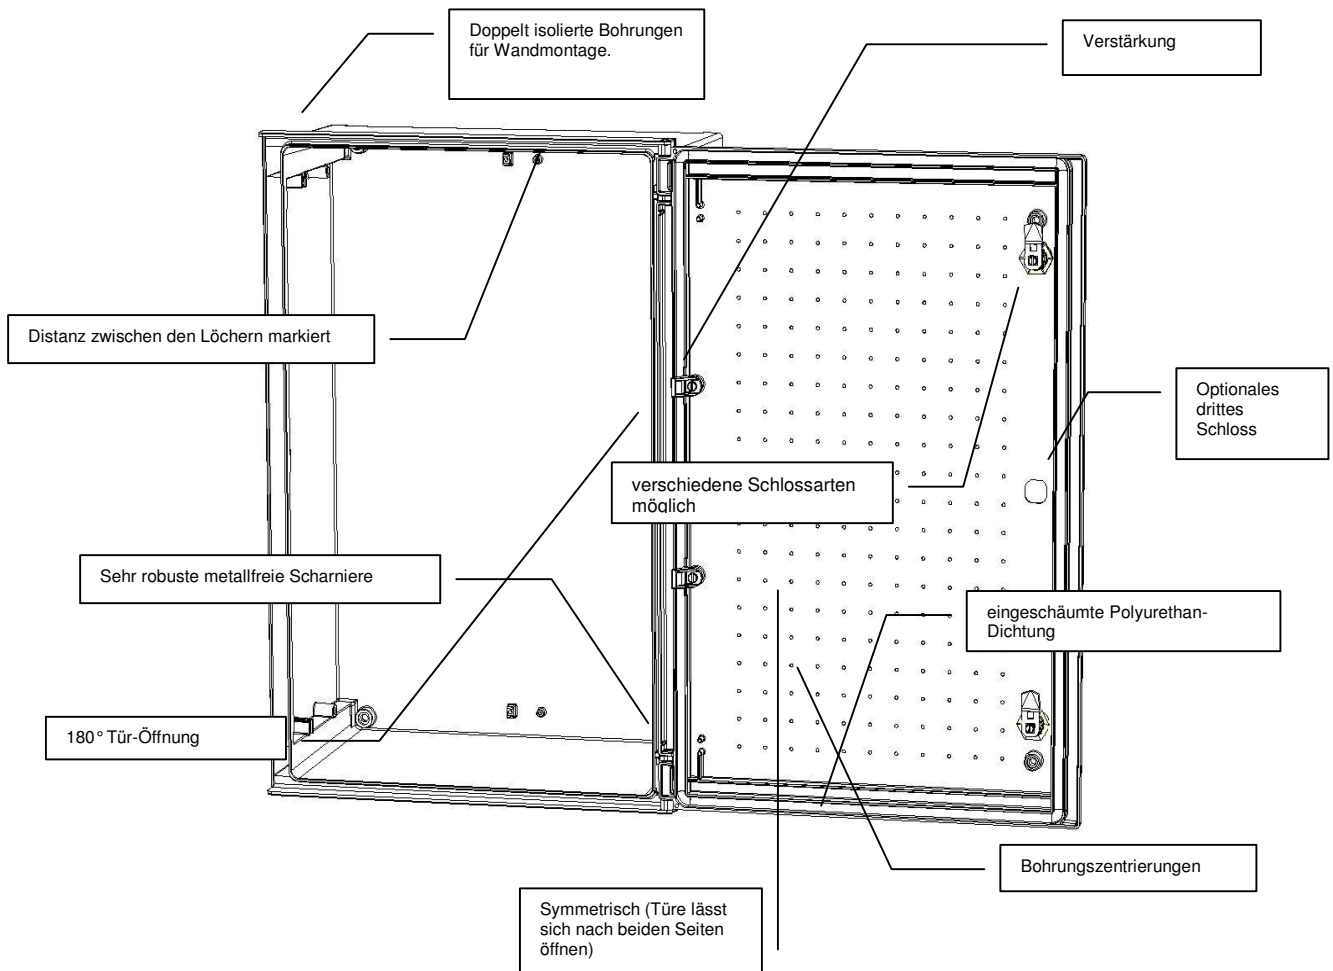 Doppelt isolierte Bohrungen
für Wandmontage.
Verstärkung
Distanz zwischen den Löchern markiert
Optionales
drittes
Schloss
verschiedene Schlossarten
möglich
Sehr robuste metallfreie Scharniere
eingeschäumte Polyurethan-
Dichtung
180° Tür-Öffnung
Bohrungszentrierungen
Symmetrisch (Türe lässt
sich nach beiden Seiten
öffnen)